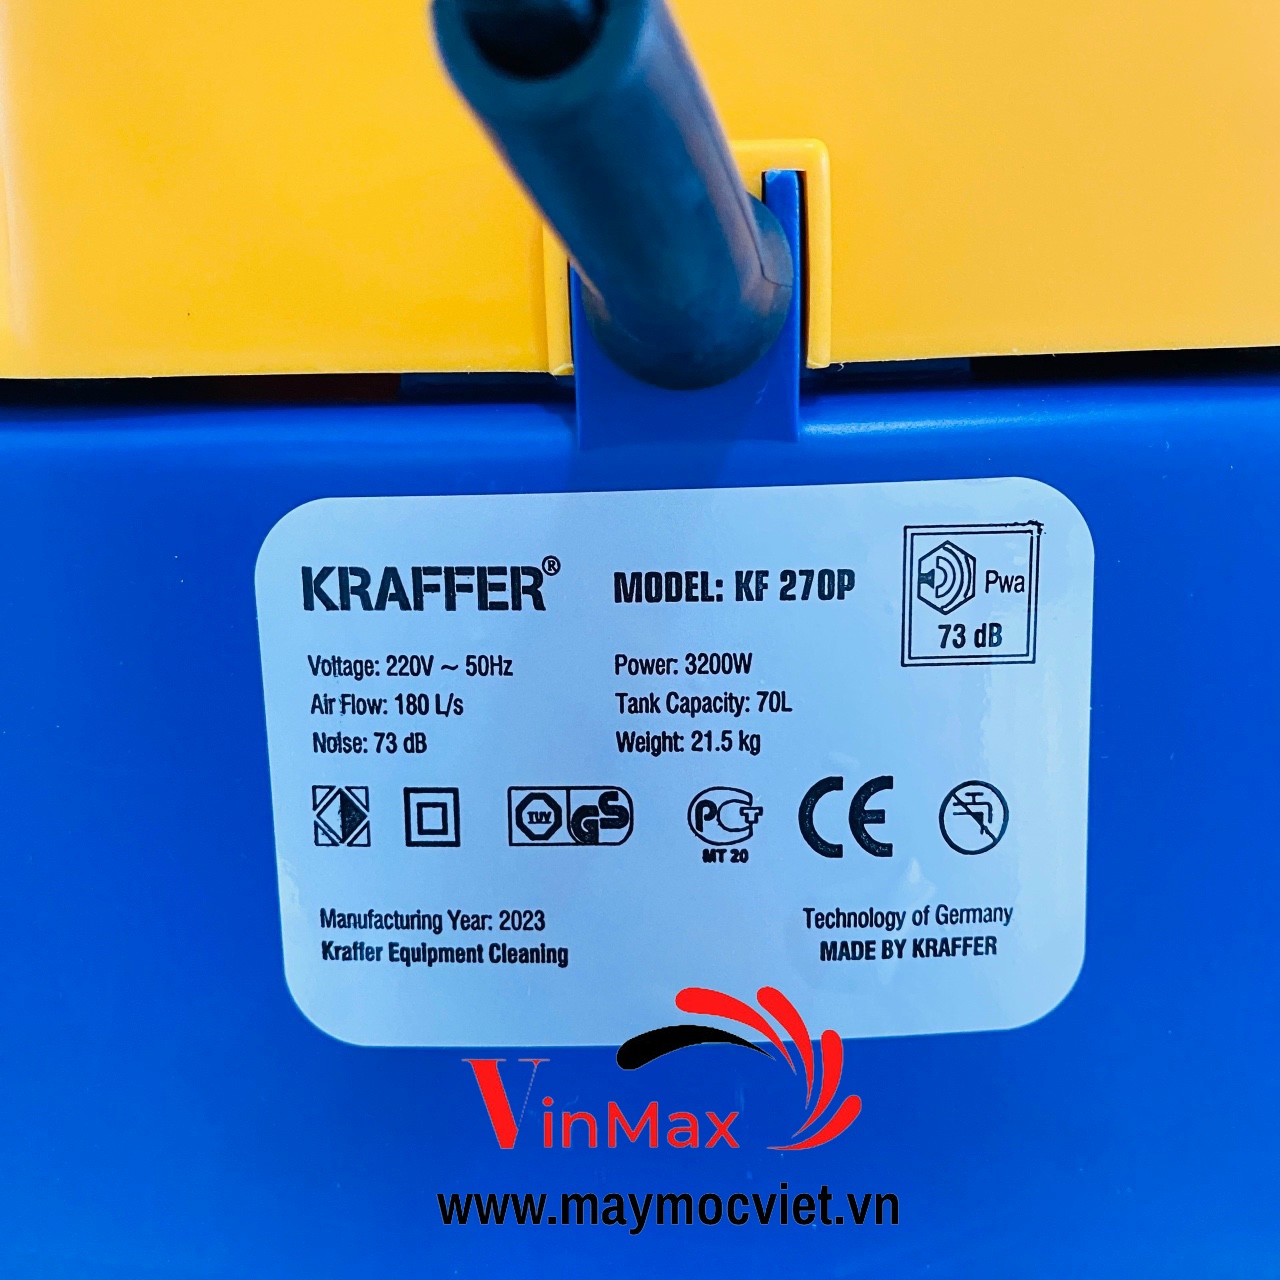 KRAFFER®
MODEL: KF 270P
Pwa
73 dB
Voltage: 220V ~ 50Hz
Power: 3200W
Air Flow: 180 L/s
Tank Capacity: 70L
Noise: 73 dB
Weight: 21.5 kg
TUV
GS
PCT
MT 20
CE
Manufacturing Year: 2023
Technology of Germany
Kraffer Equipment Cleaning
MADE BY KRAFFER
VinMax
www.maymocviet.vn